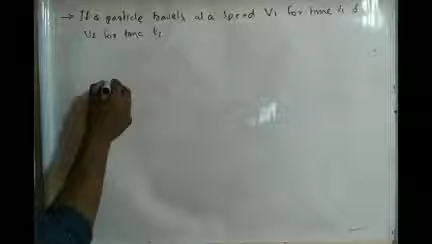 → If a particle travels at a speed V₁ for time t₁ &
V₂ for time t₂